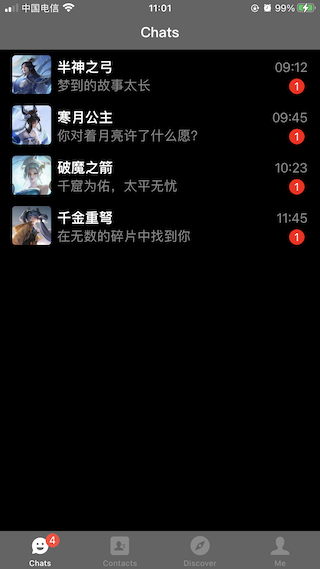 中国电信
11:01
99%
Chats
半神之弓
09:12
梦到的故事太长
1
寒月公主
09:45
你对着月亮许了什么愿?
1
破魔之箭
10:23
千窟为佑，太平无忧
1
千金重弩
11:45
在无数的碎片中找到你
1
4
Chats
Contacts
Discover
Me